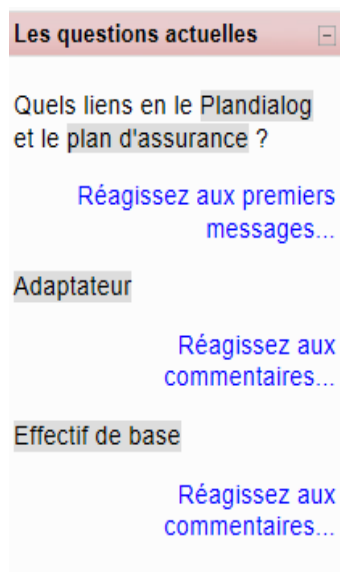 Les questions actuelles
Quels liens en le Plandialog
et le plan d'assurance ?
Réagissez aux premiers
messages...
Adaptateur
Réagissez aux
commentaires...
Effectif de base
Réagissez aux
commentaires...